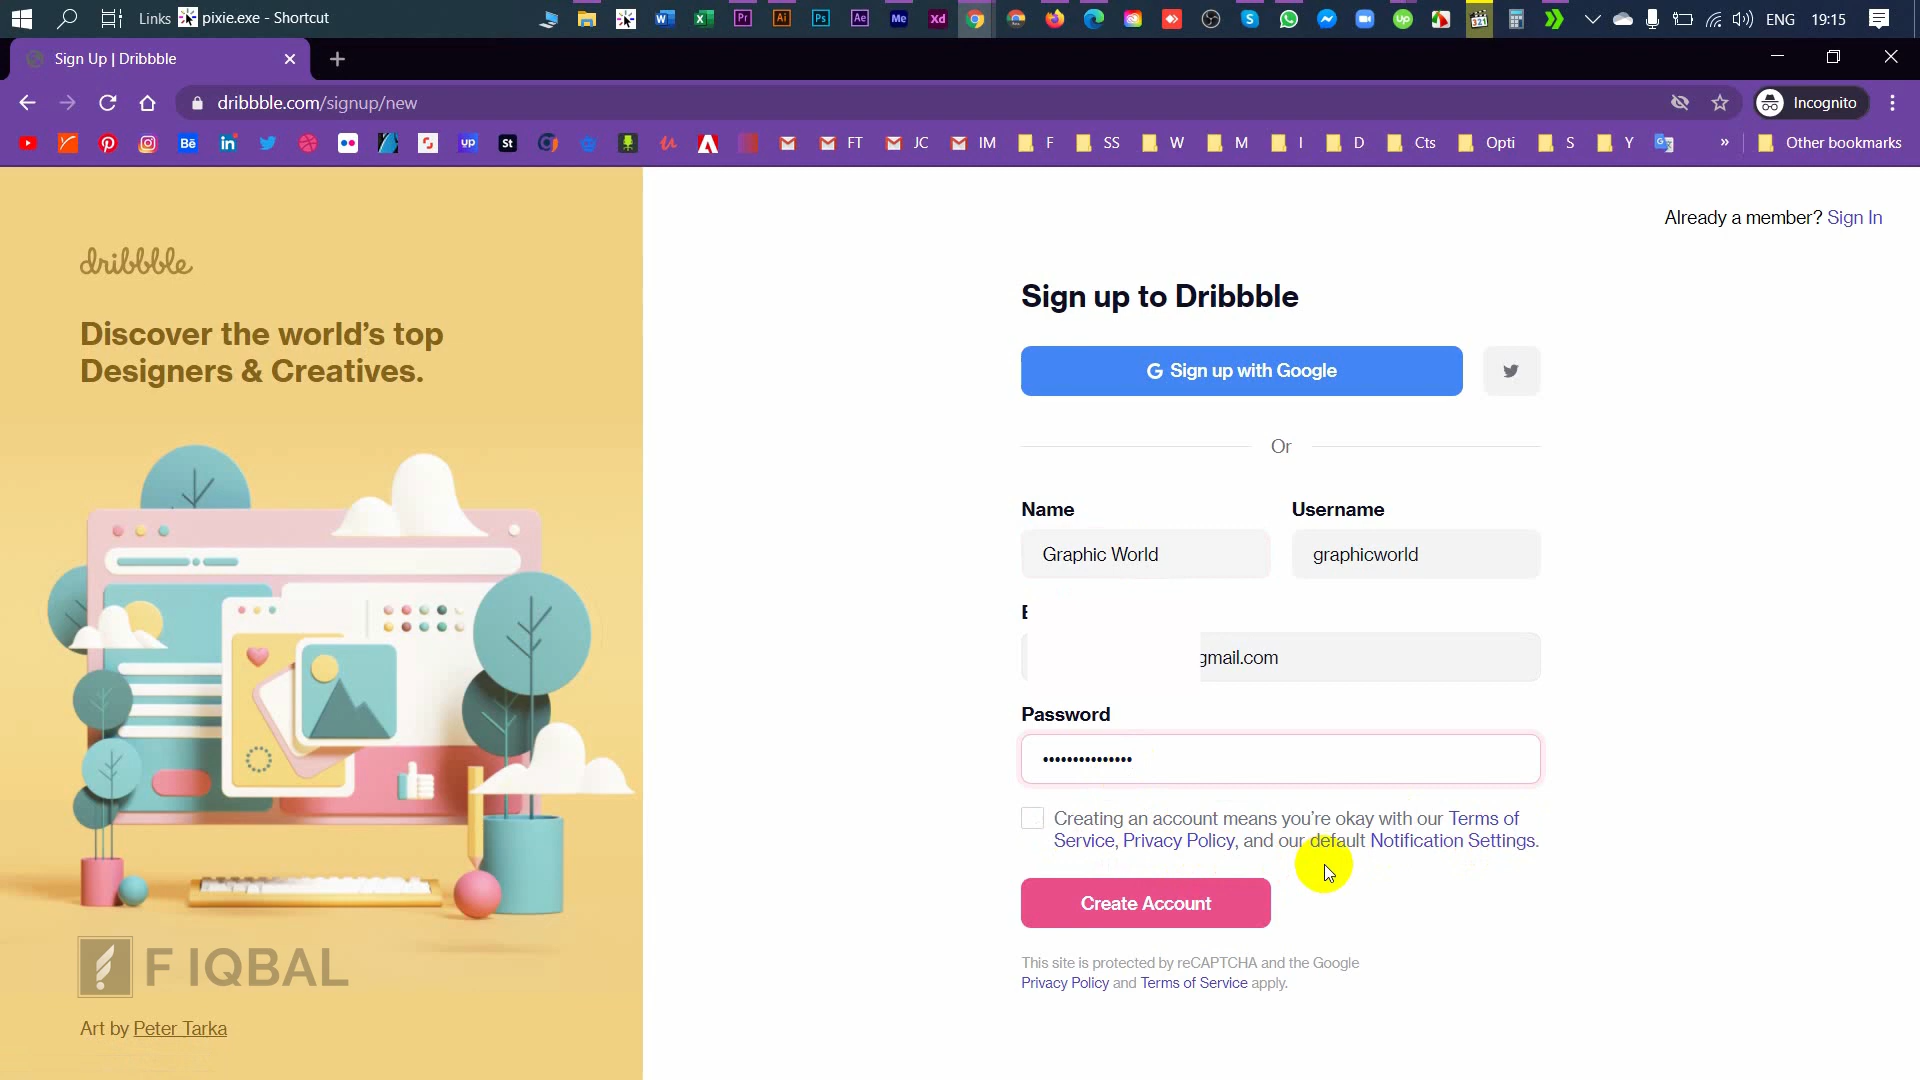 Links pixie.exe - Shortcut
ENG 19:15
Sign Up | Dribbble
dribbble.com/signup/new
Incognito
FT JC IM F SS W M I D Cts Opti S Y » Other bookmarks
Already a member? Sign In
dribbble
Discover the world's top
Designers & Creatives.
Sign up to Dribbble
G Sign up with Google
Or
Name Username
Graphic World graphicworld
gmail.com
Password
Creating an account means you're okay with our Terms of
Service, Privacy Policy, and our default Notification Settings.
Create Account
This site is protected by reCAPTCHA and the Google
Privacy Policy and Terms of Service apply.
F IQBAL
Art by Peter Tarka